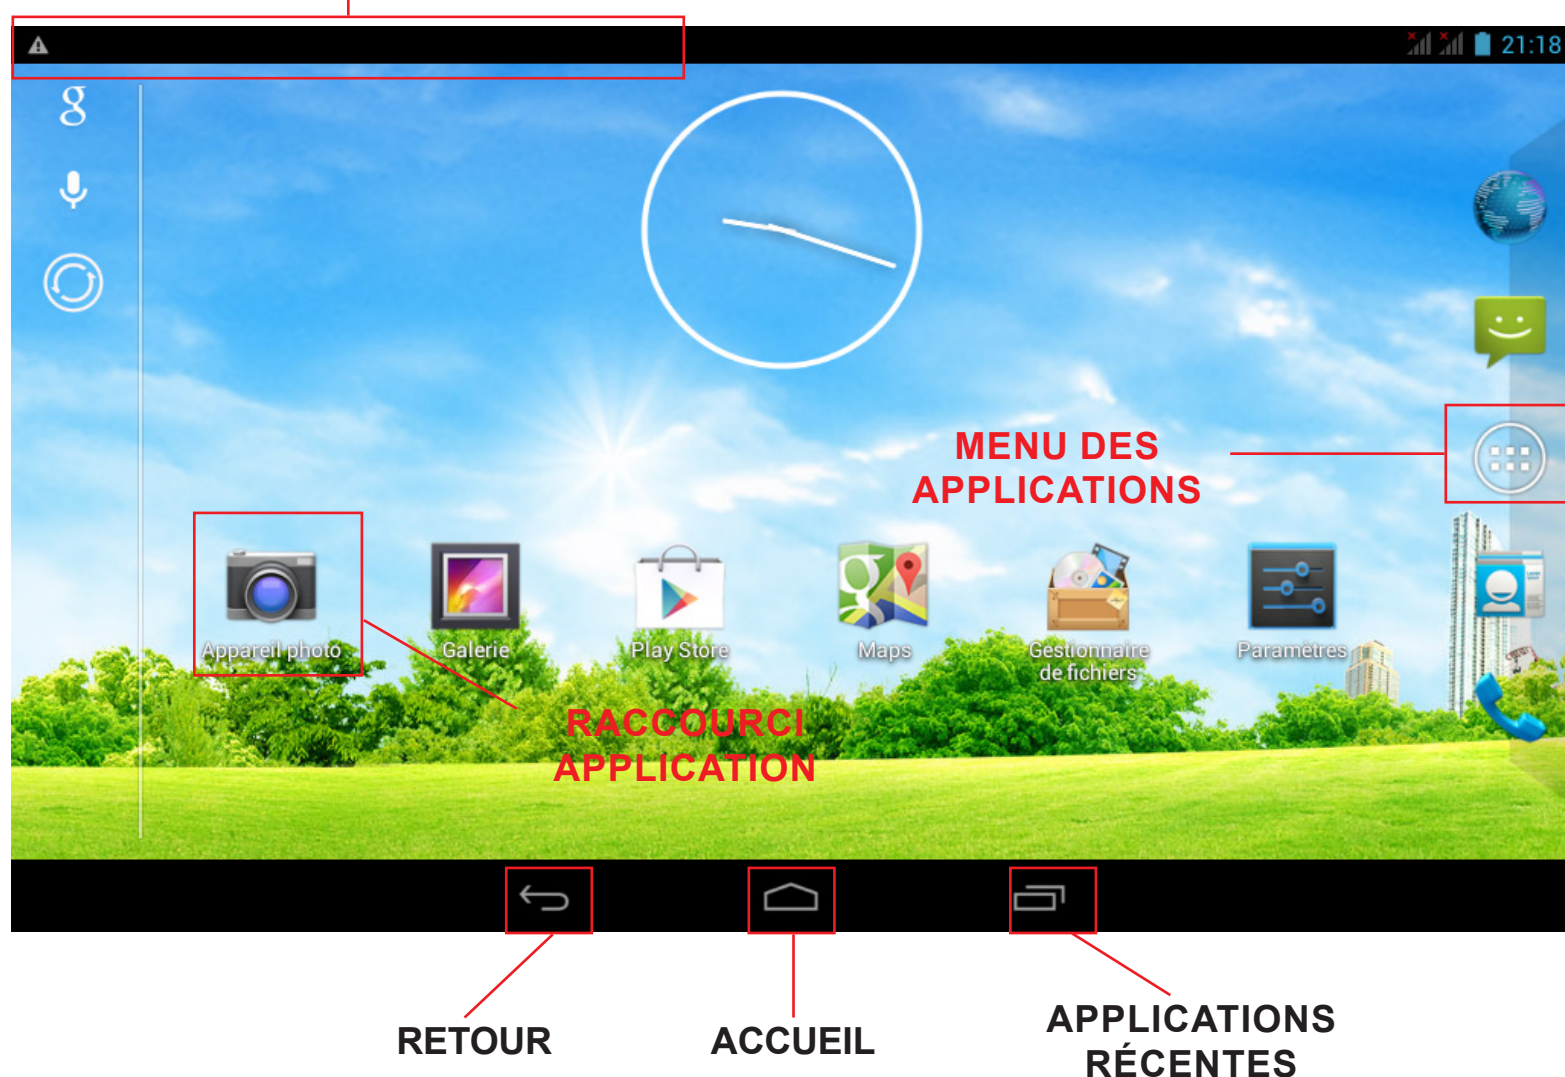 21:18
g
MENU DES
APPLICATIONS
Appareil photo
Galerie
Play Store
Maps
Gestionnaire
de fichiers
Paramètres
RACCOURCI
APPLICATION
RETOUR
ACCUEIL
APPLICATIONS
RÉCENTES